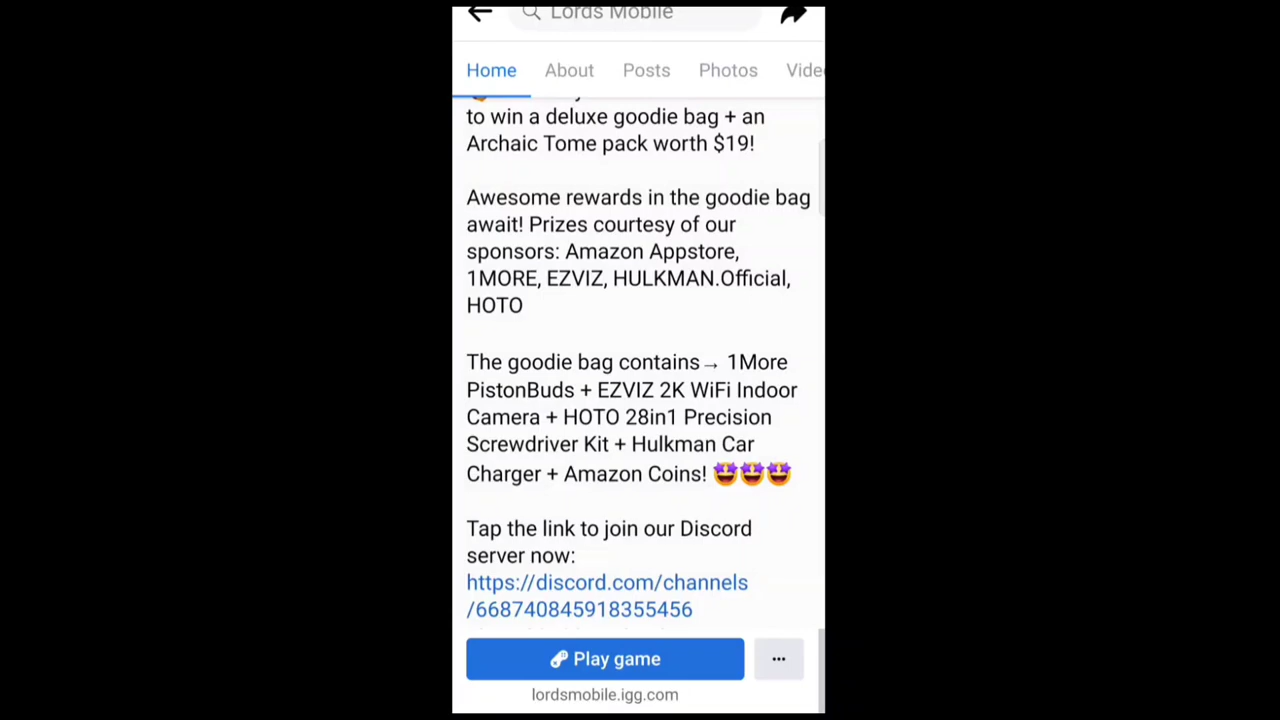 Lords Mobile
Home About Posts Photos Vide
to win a deluxe goodie bag + an
Archaic Tome pack worth $19!
Awesome rewards in the goodie bag
await! Prizes courtesy of our
sponsors: Amazon Appstore,
1MORE, EZVIZ, HULKMAN.Official,
HOTO
The goodie bag contains→ 1More
PistonBuds + EZVIZ 2K WiFi Indoor
Camera + HOTO 28in1 Precision
Screwdriver Kit + Hulkman Car
Charger + Amazon Coins! 🤩🤩🤩
Tap the link to join our Discord
server now:
https://discord.com/channels
/668740845918355456
Play game
lordsmobile.igg.com